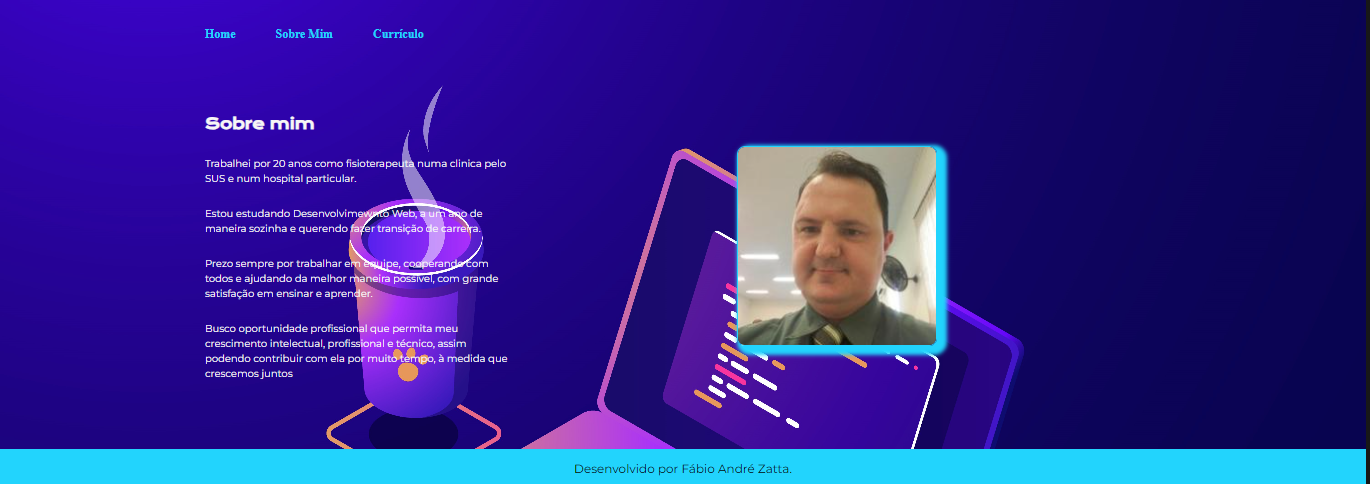 Home Sobre Mim Currículo
Sobre mim
Trabalhei por 20 anos como fisioterapeuta numa clinica pelo
SUS e num hospital particular.
Estou estudando Desenvolvimewnto Web, a um ano de
maneira sozinha e querendo fazer transição de carreira.
Prezo sempre por trabalhar em equipe, cooperando com
todos e ajudando da melhor maneira possível, com grande
satisfação em ensinar e aprender.
Busco oportunidade profissional que permita meu
crescimento intelectual, profissional e técnico, assim
podendo contribuir com ela por muito tempo, à medida que
crescemos juntos
Desenvolvido por Fábio André Zatta.